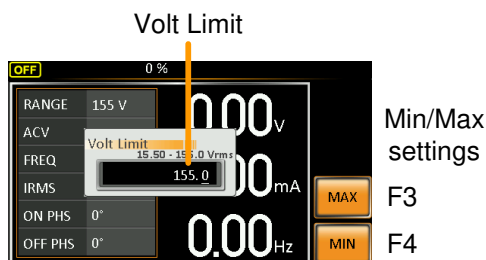 Volt Limit
OFF 0 %
RANGE 155 V
ACV
FREQ
IRMS
ON PHS 0°
OFF PHS 0°
Volt Limit
15.50 - 155.0 Vrms
155.0
0.00V
0.00mA
0.00Hz
MAX
MIN
Min/Max
settings
F3
F4